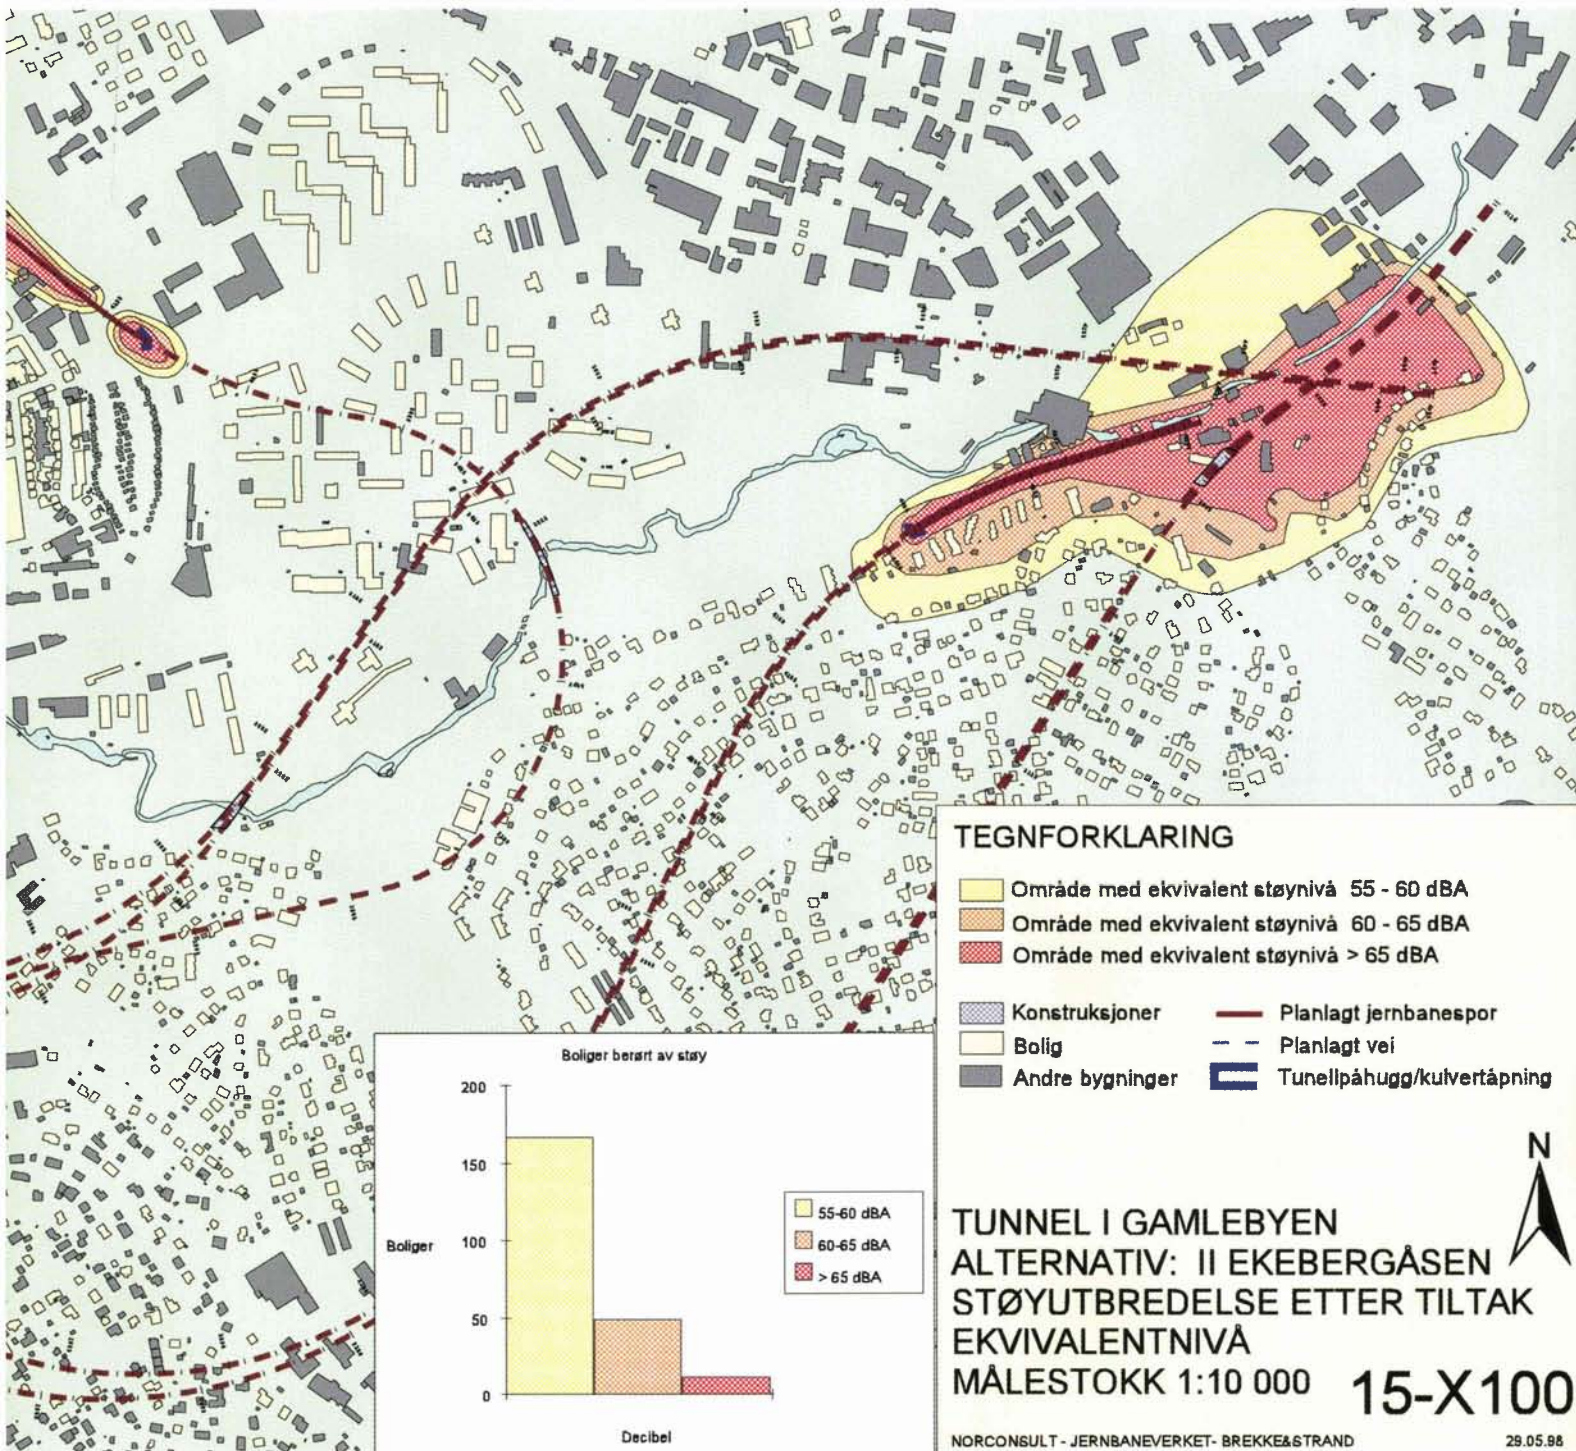 TEGNFORKLARING
Område med ekvivalent støynivå 55 - 60 dBA
Område med ekvivalent støynivå 60 - 65 dBA
Område med ekvivalent støynivå > 65 dBA
Konstruksjoner
Planlagt jernbanespor
Bolig
Planlagt vei
Andre bygninger
Tunellpåhugg/kulvertåpning
N
Boliger berørt av støy
200
150
100
50
0
Boliger
Decibel
55-60 dBA
60-65 dBA
> 65 dBA
TUNNEL I GAMLEBYEN
ALTERNATIV: II EKEBERGÅSEN
STØYUTBREDELSE ETTER TILTAK
EKVIVALENTNIVÅ
MÅLESTOKK 1:10 000
15-X100
NORCONSULT - JERNBANEVERKET- BREKKE&STRAND
29.05.98